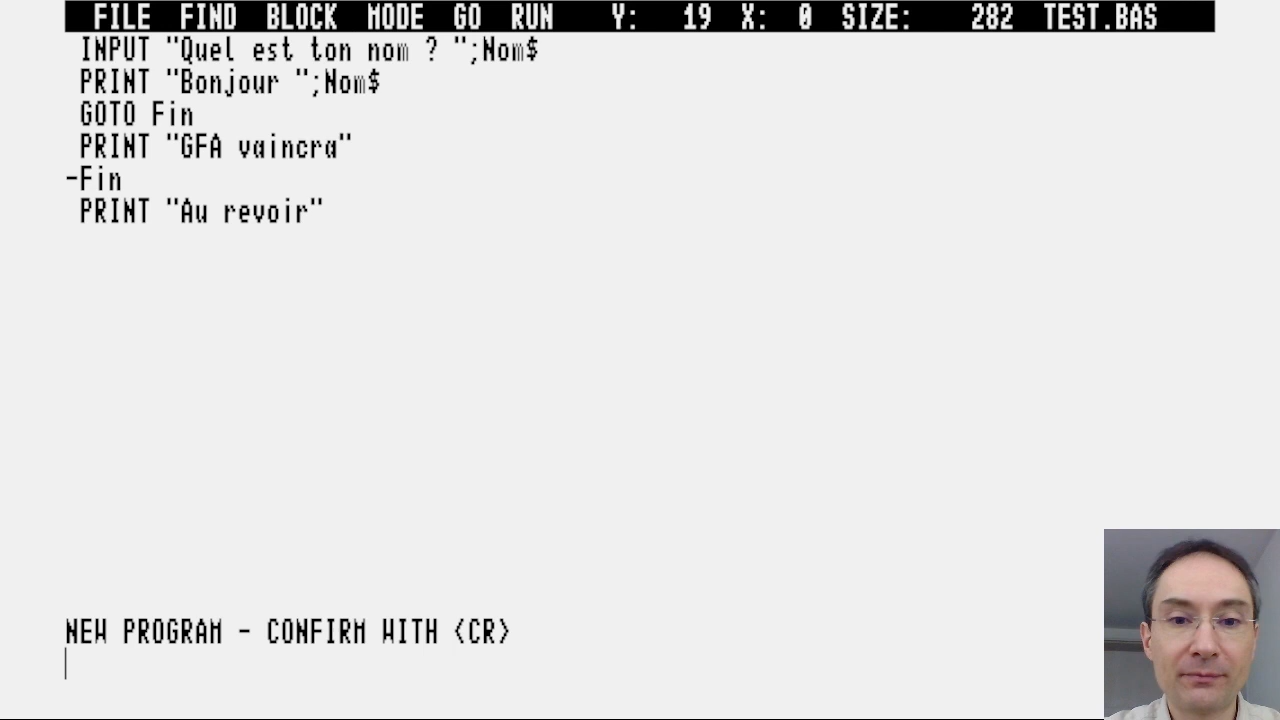 FILE FIND BLOCK MODE GO RUN Y: 19 X: 0 SIZE: 282 TEST.BAS
INPUT "Quel est ton nom ? ";Nom$
PRINT "Bonjour ";Nom$
GOTO Fin
PRINT "GFA vaincra"
-Fin
PRINT "Au revoir"
NEW PROGRAM - CONFIRM WITH <CR>